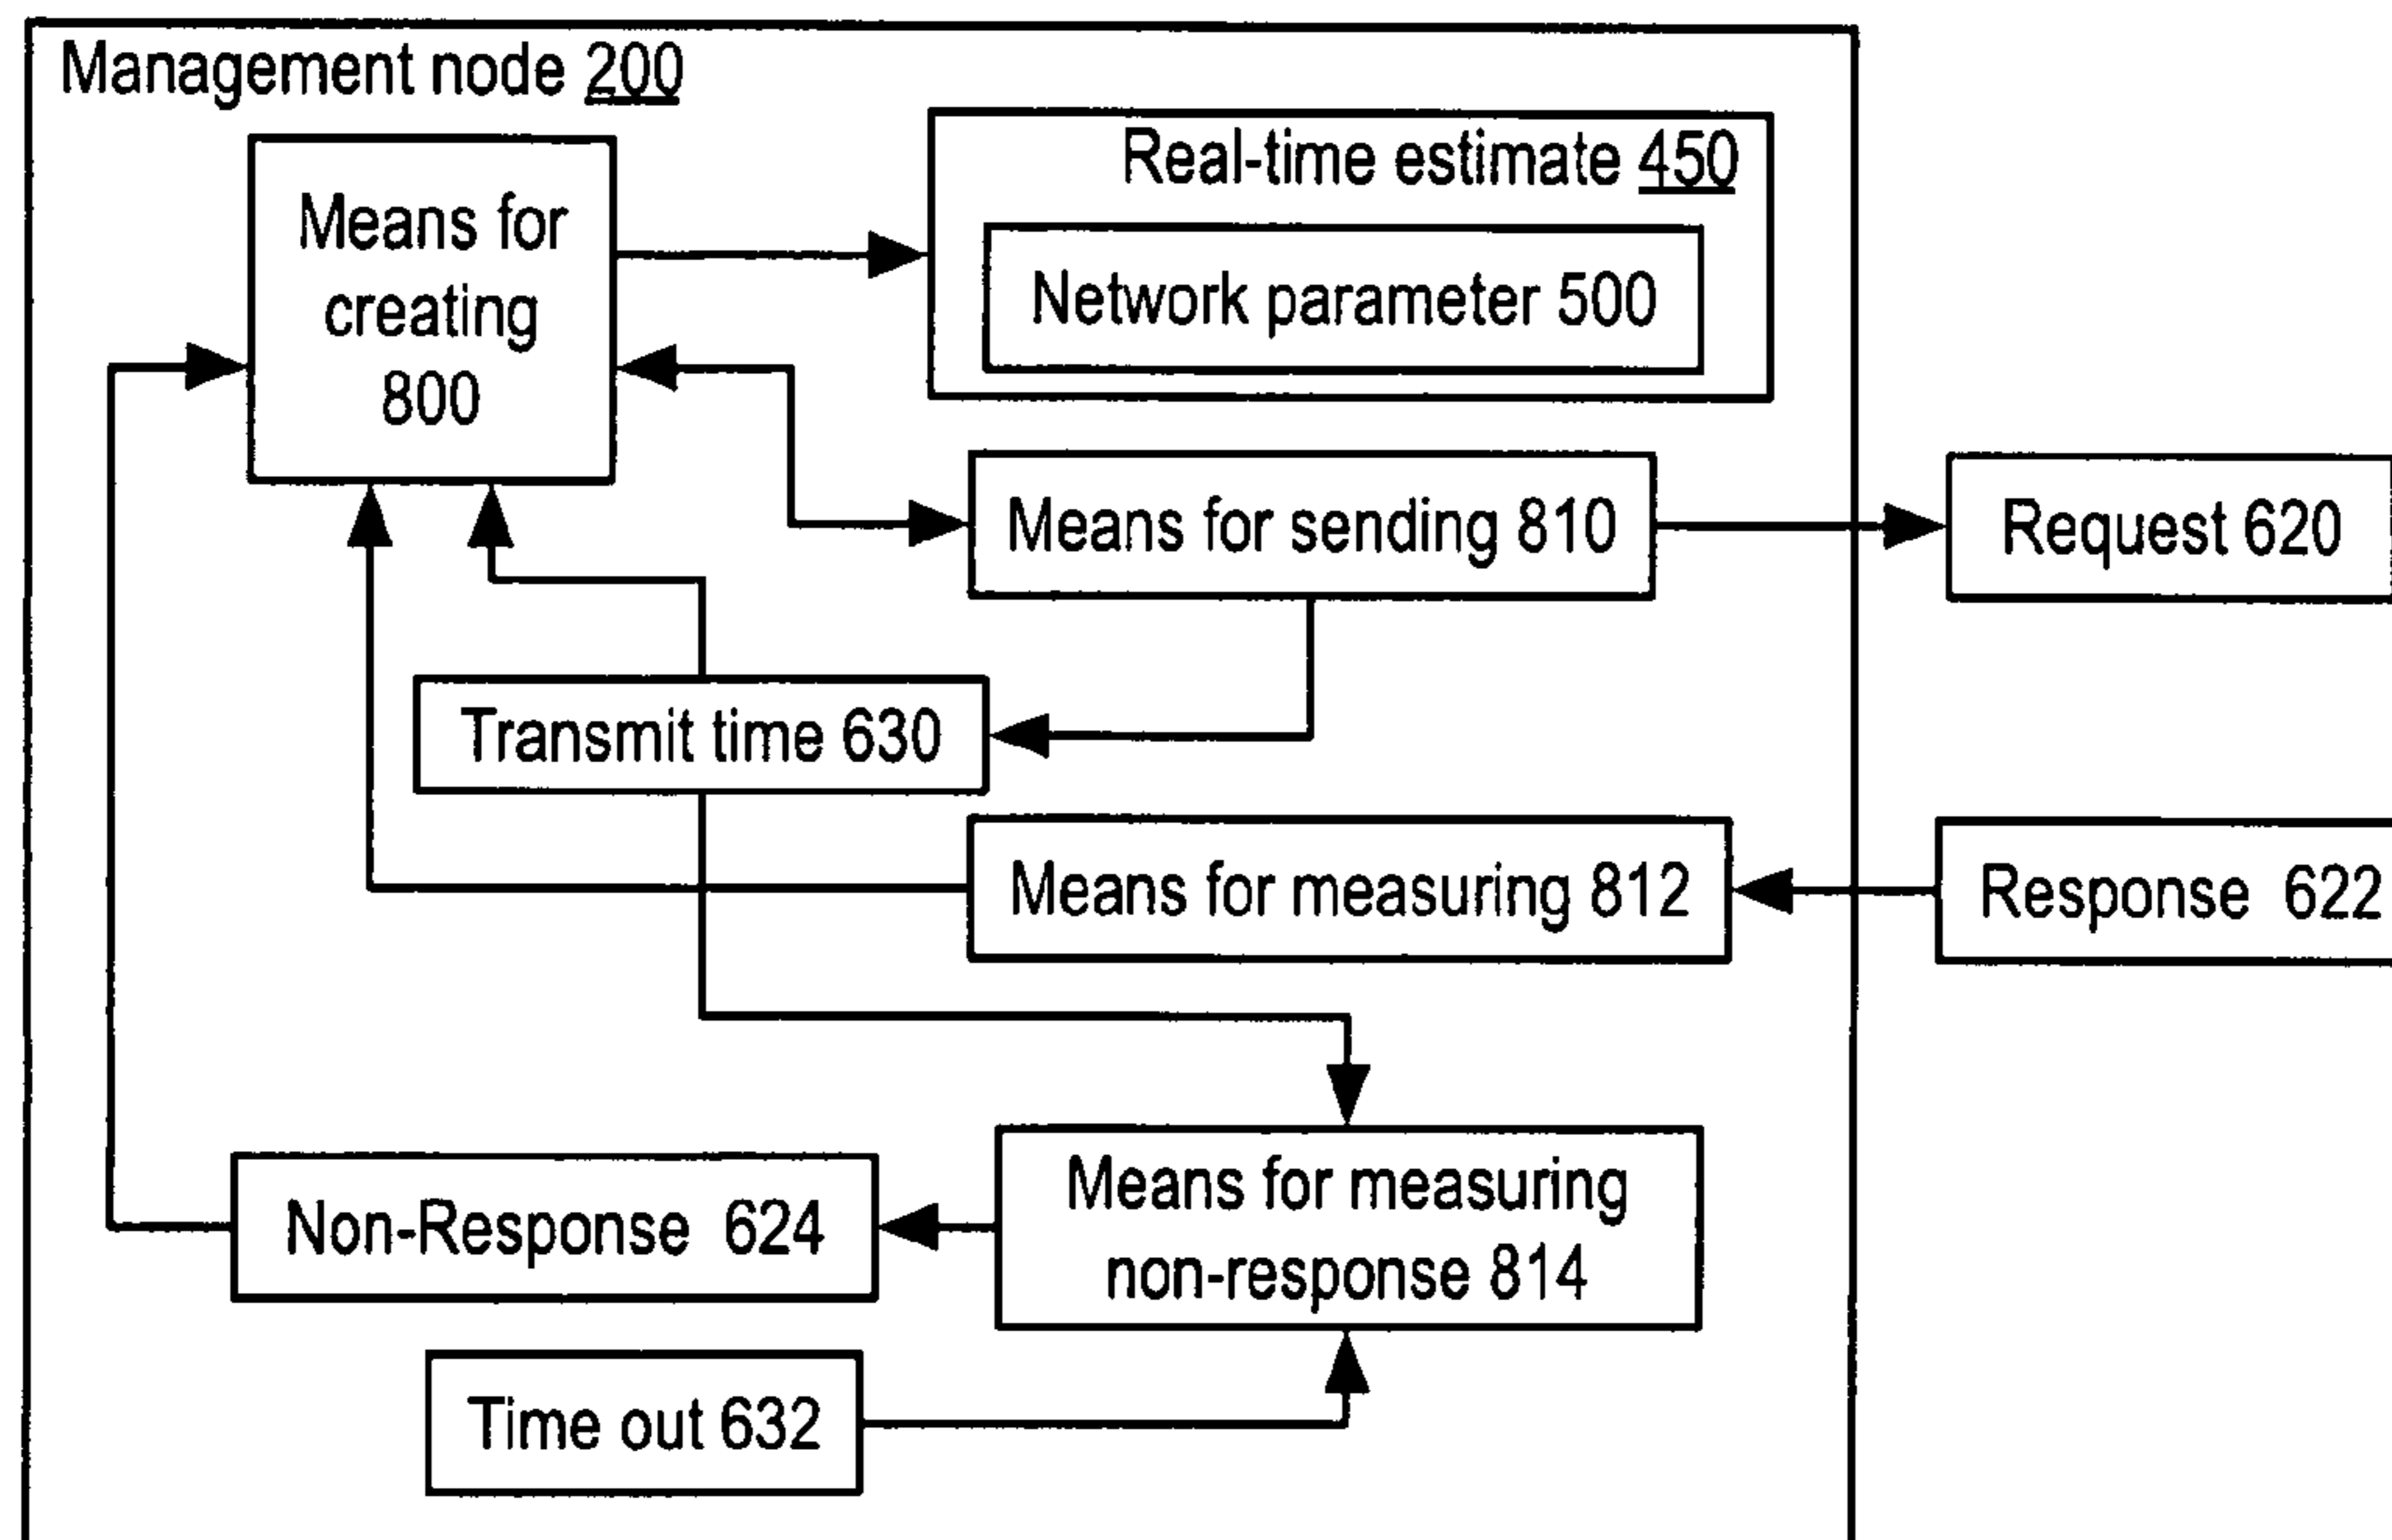 Management node 200
Real-time estimate 450
Means for
creating
800
Network parameter 500
Means for sending 810
Request 620
Transmit time 630
Means for measuring 812
Response 622
Means for measuring
non-response 814
Non-Response 624
Time out 632